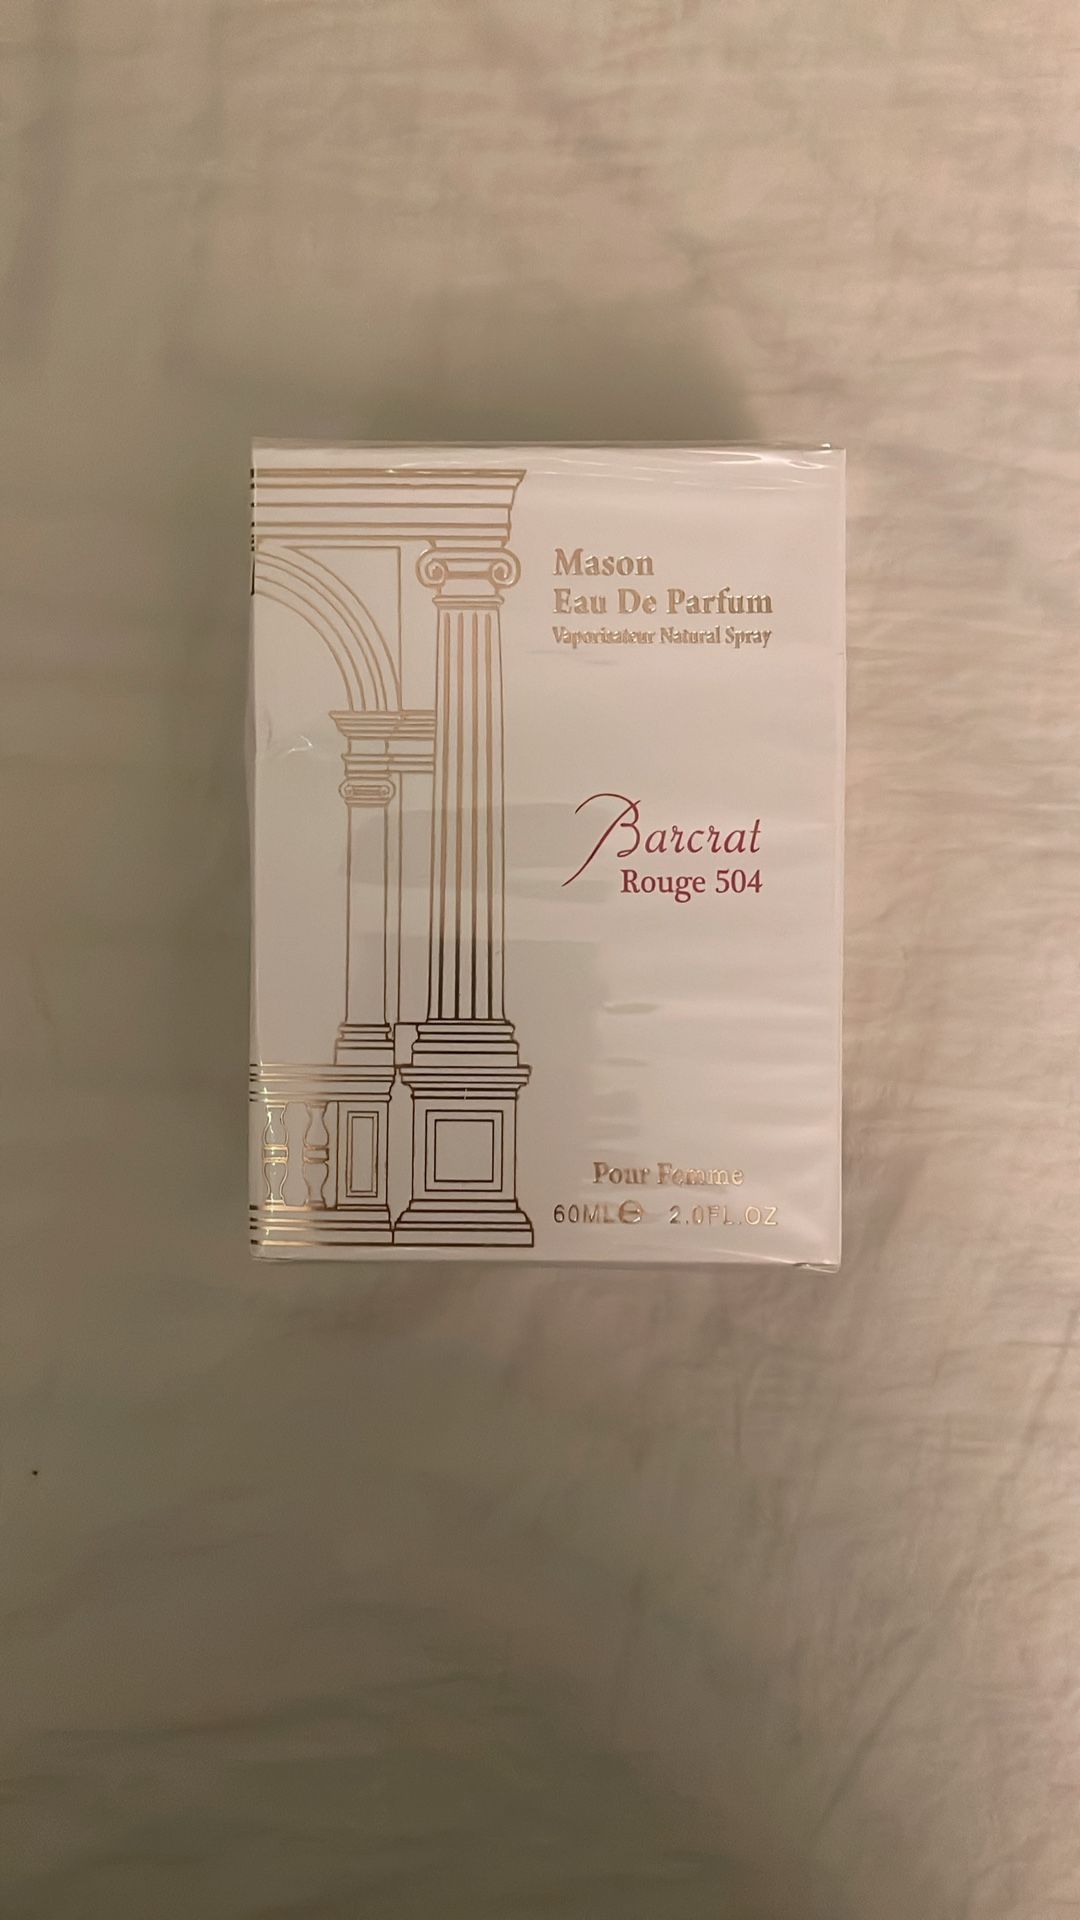 Mason
Eau De Parfum
Vaporisateur Natural Spray
Barcrat
Rouge 504
Pour Femme
60ML℮ 2.0FL.OZ